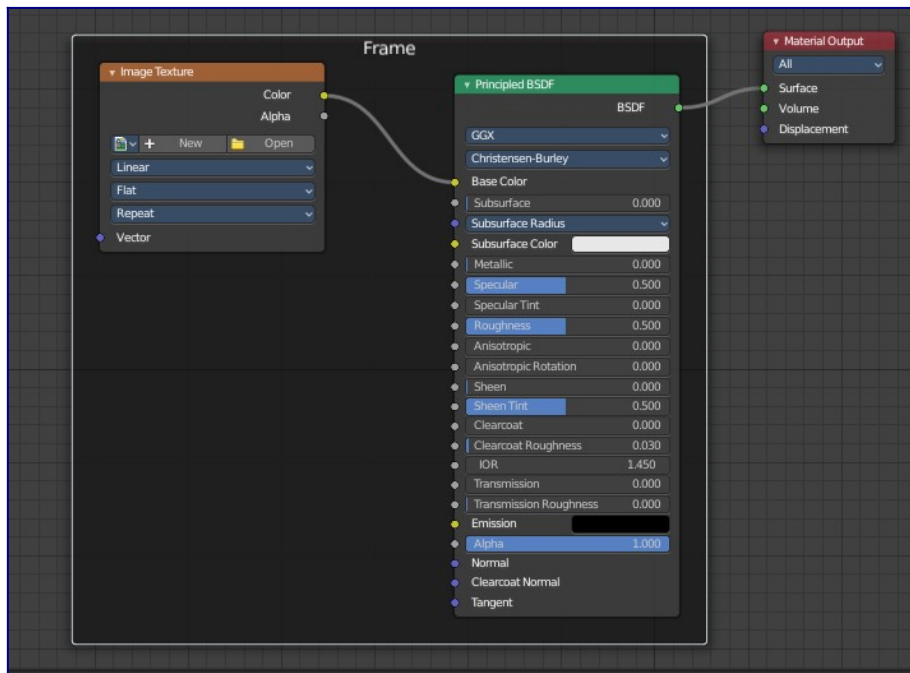 Frame
Image Texture
Color
Alpha
New
Open
Linear
Flat
Repeat
Vector
Principled BSDF
BSDF
GGX
Christensen-Burley
Base Color
Subsurface 0.000
Subsurface Radius
Subsurface Color
Metallic 0.000
Specular 0.500
Specular Tint 0.000
Roughness 0.500
Anisotropic 0.000
Anisotropic Rotation 0.000
Sheen 0.000
Sheen Tint 0.500
Clearcoat 0.000
Clearcoat Roughness 0.030
IOR 1.450
Transmission 0.000
Transmission Roughness 0.000
Emission
Alpha 1.000
Normal
Clearcoat Normal
Tangent
Material Output
All
Surface
Volume
Displacement